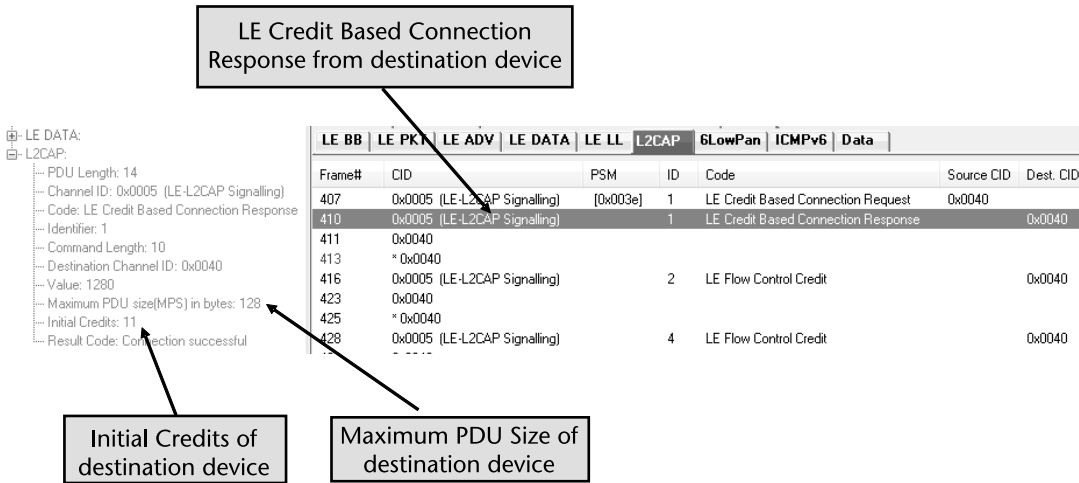 LE Credit Based Connection
Response from destination device
LE DATA:
L2CAP:
PDU Length: 14
Channel ID: 0x0005 (LE-L2CAP Signalling)
Code: LE Credit Based Connection Response
Identifier: 1
Command Length: 10
Destination Channel ID: 0x0040
Value: 1280
Maximum PDU size(MPS) in bytes: 128
Initial Credits: 11
Result Code: Connection successful
LE BB LE PKT LE ADV LE DATA LE LL L2CAP 6LowPan ICMPv6 Data
Frame# CID PSM ID Code Source CID Dest. CID
407 0x0005 (LE-L2CAP Signalling) [0x003e] 1 LE Credit Based Connection Request 0x0040
410 0x0005 (LE-L2CAP Signalling) 1 LE Credit Based Connection Response 0x0040
411 0x0040
413 * 0x0040
416 0x0005 (LE-L2CAP Signalling) 2 LE Flow Control Credit 0x0040
423 0x0040
425 * 0x0040
428 0x0005 (LE-L2CAP Signalling) 4 LE Flow Control Credit 0x0040
Initial Credits of
destination device
Maximum PDU Size of
destination device